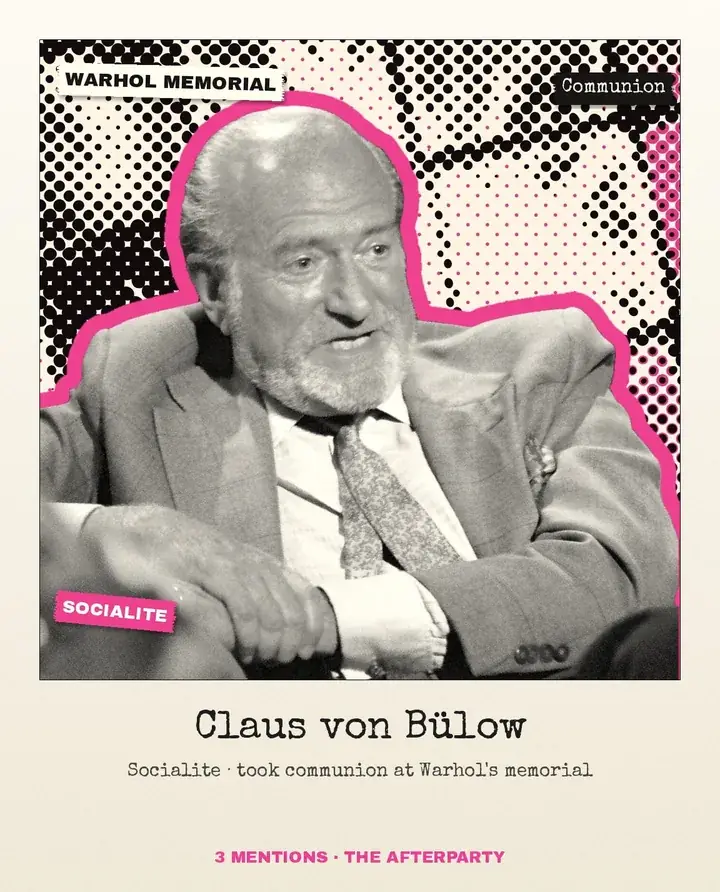 WARHOL MEMORIAL
Communion
SOCIALITE
Claus von Bülow
Socialite · took communion at Warhol's memorial
3 MENTIONS · THE AFTERPARTY